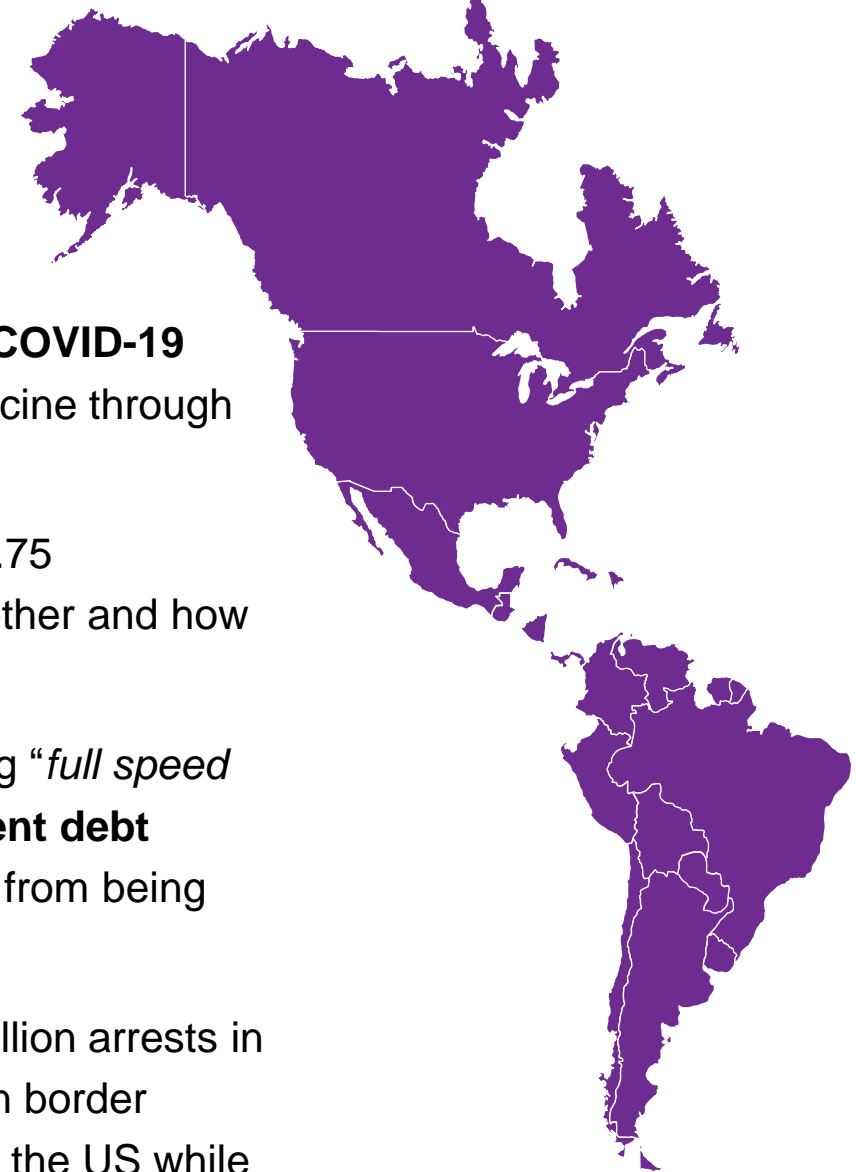 COVID-19
cine through
.75
ther and how
g “full speed
ent debt
from being
llion arrests in
n border
the US while